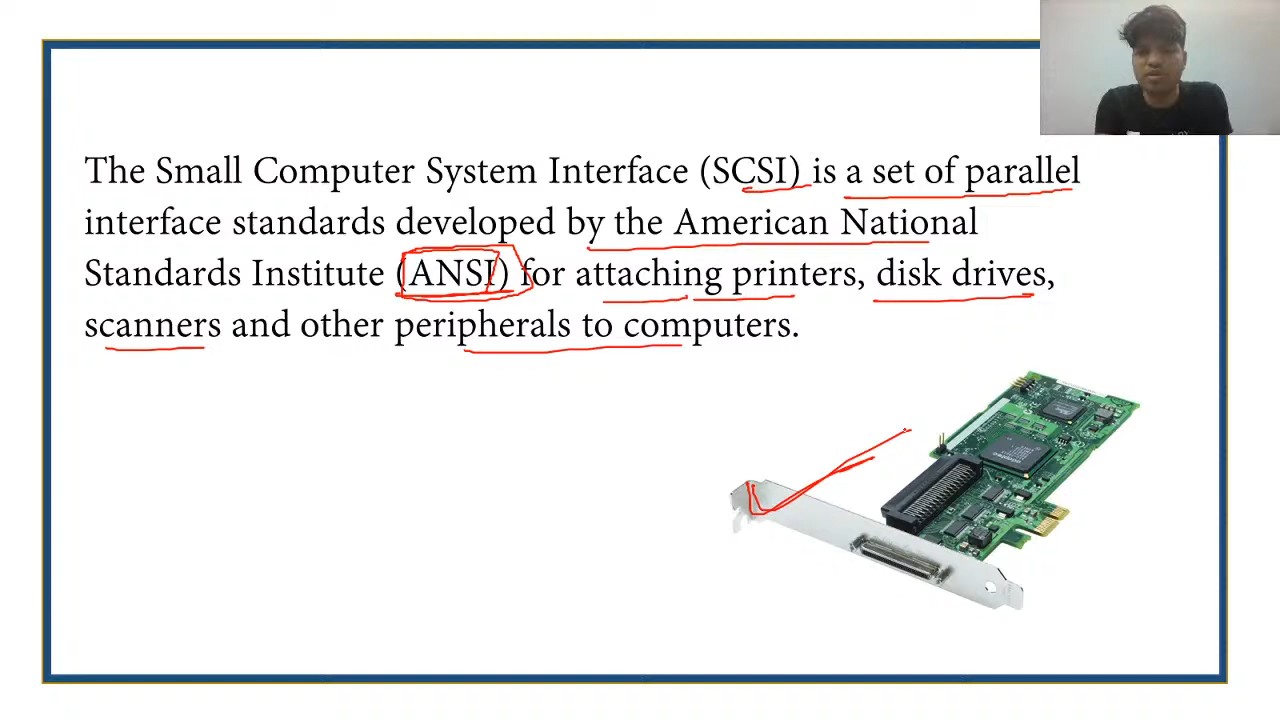 The Small Computer System Interface (SCSI) is a set of parallel
interface standards developed by the American National
Standards Institute (ANSI) for attaching printers, disk drives,
scanners and other peripherals to computers.